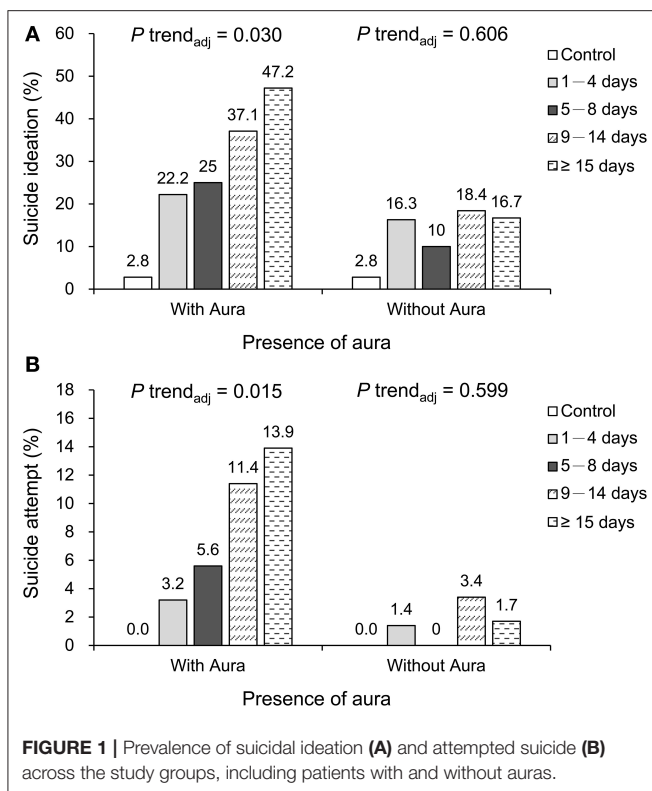 A
P trend_adj = 0.030
P trend_adj = 0.606
Suicide ideation (%)
60
50
40
30
20
10
0
2.8
22.2
25
37.1
47.2
2.8
16.3
10
18.4
16.7
With Aura
Without Aura
Presence of aura
Control
1–4 days
5–8 days
9–14 days
≥ 15 days
B
P trend_adj = 0.015
P trend_adj = 0.599
Suicide attempt (%)
18
16
14
12
10
8
6
4
2
0
0.0
3.2
5.6
11.4
13.9
0.0
1.4
0
3.4
1.7
With Aura
Without Aura
Presence of aura
Control
1–4 days
5–8 days
9–14 days
≥ 15 days
FIGURE 1 | Prevalence of suicidal ideation (A) and attempted suicide (B)
across the study groups, including patients with and without auras.